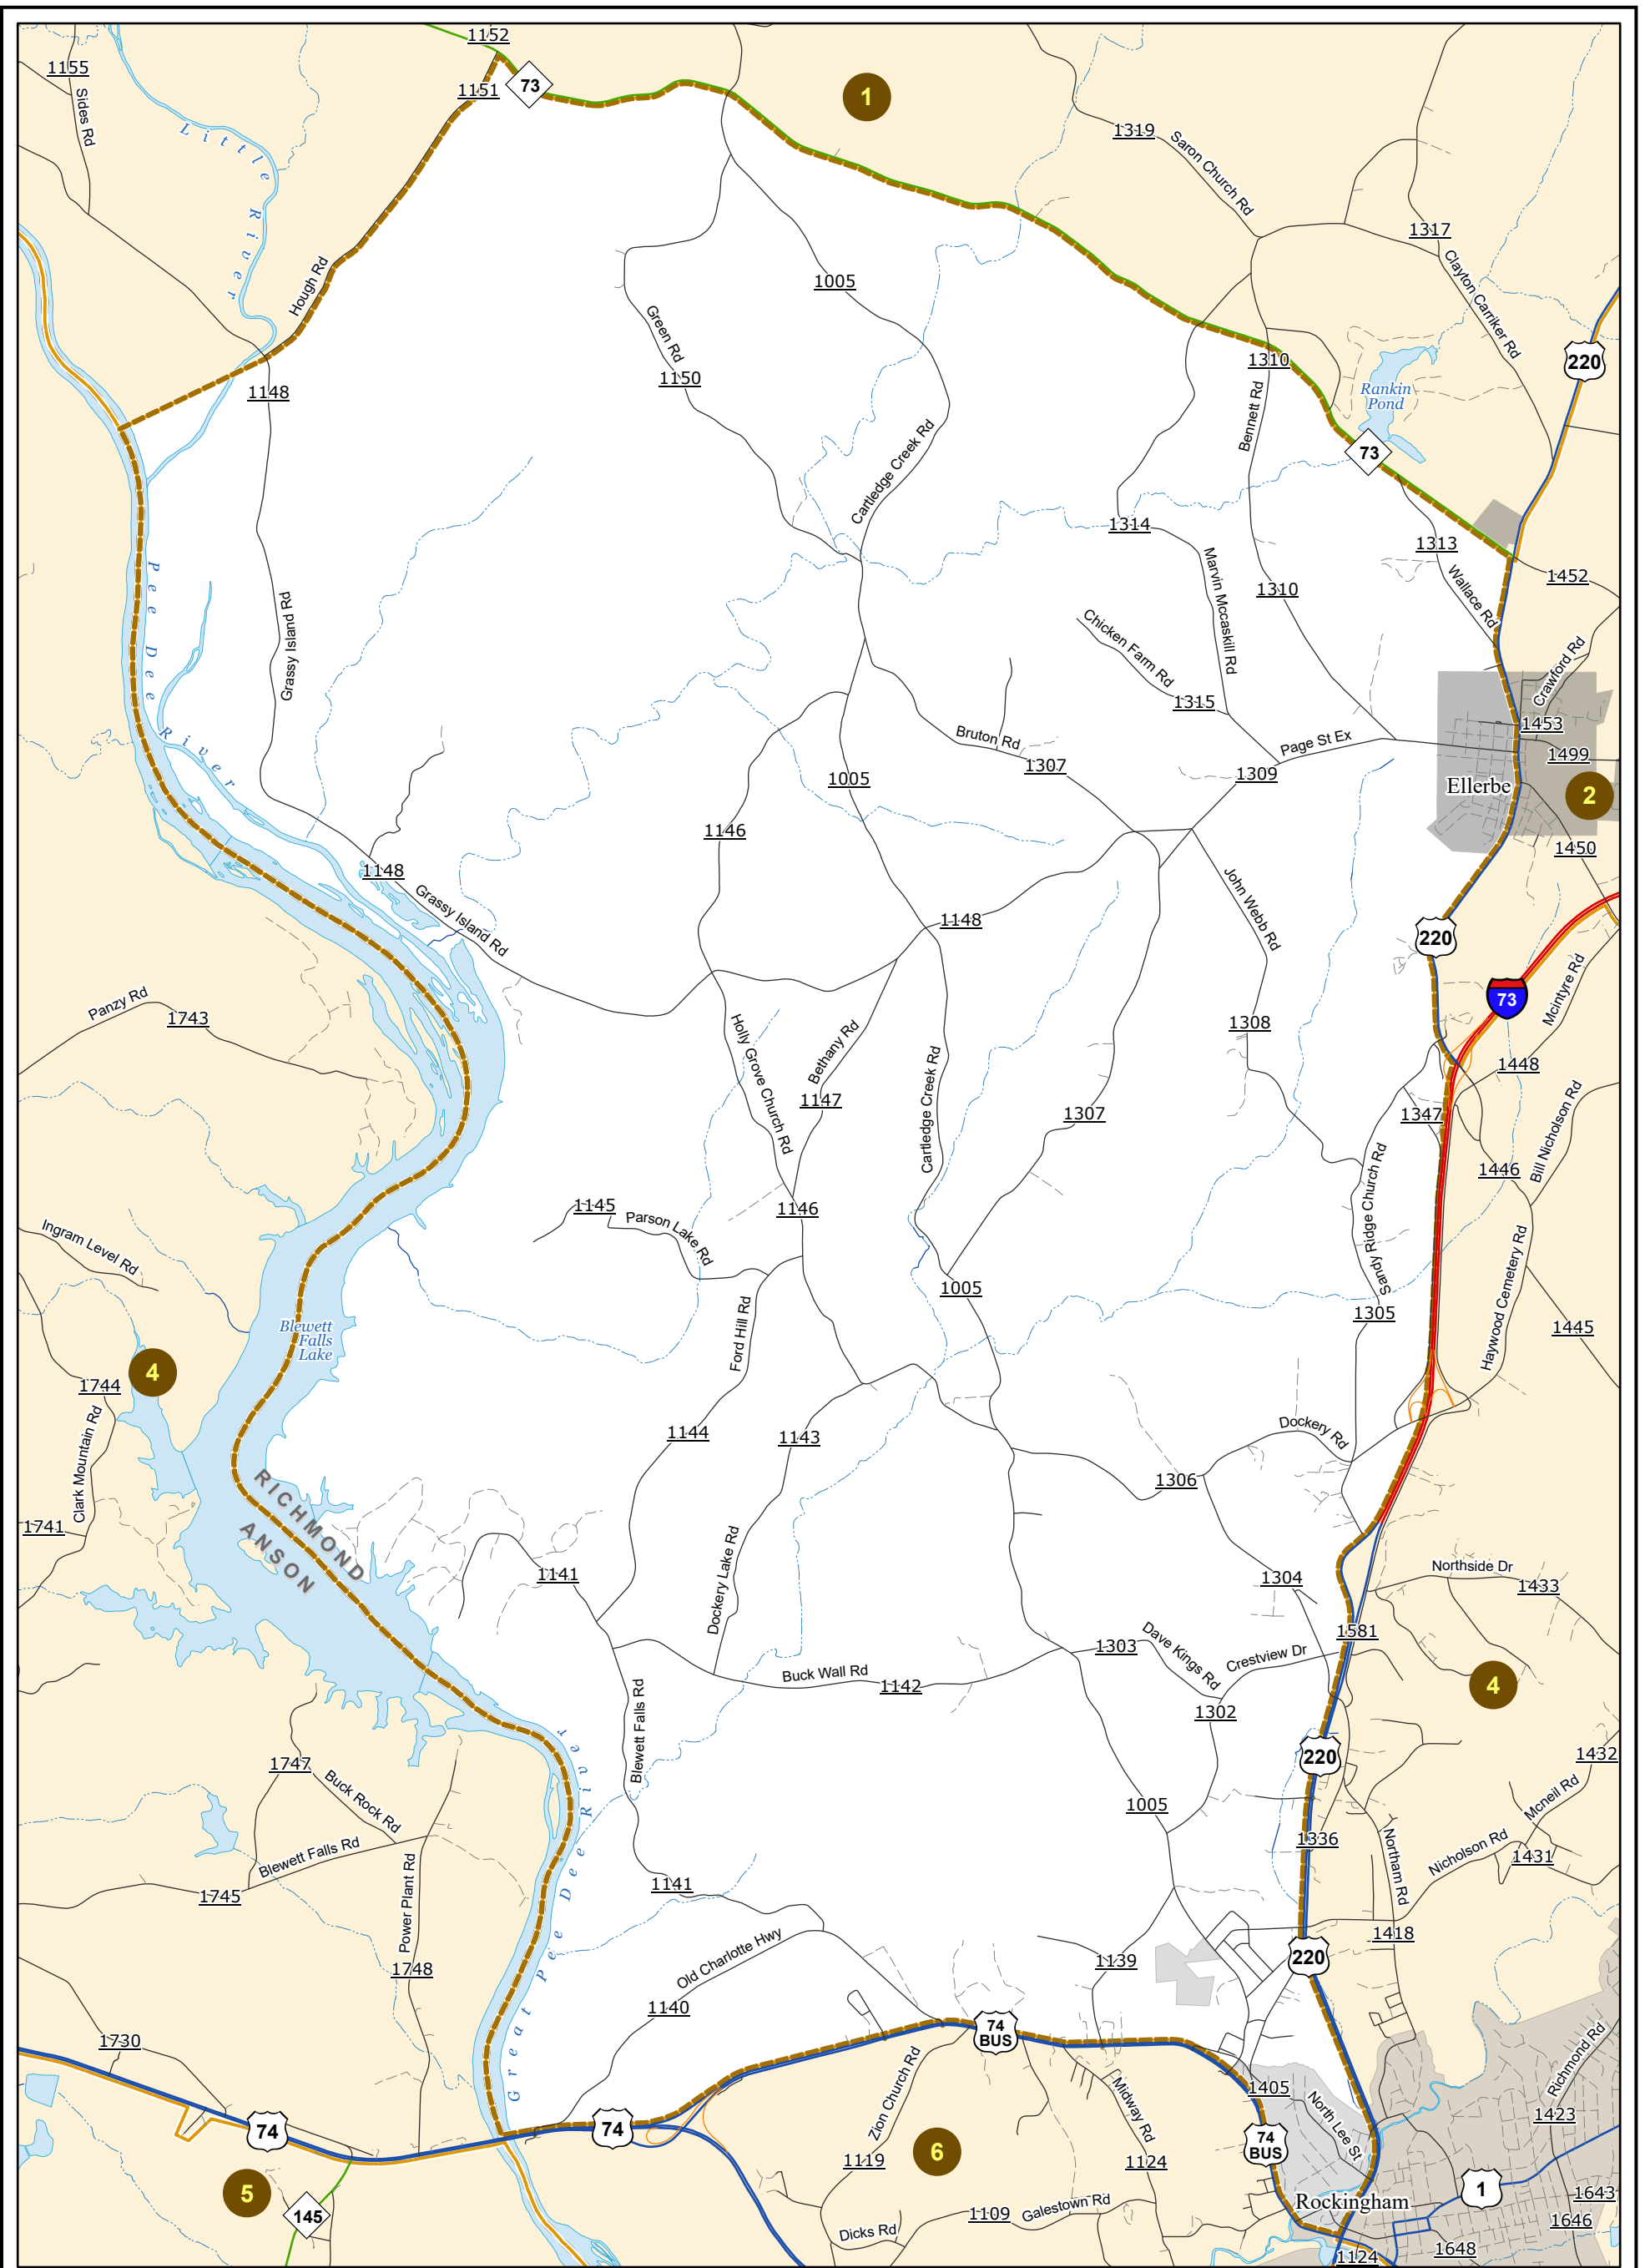 1152
1155
Sides Rd
1151
73
1
Little River
1319
Saron Church Rd
1317
Clayton Carriker Rd
Hough Rd
1005
Green Rd
1310
220
1150
1148
Rankin
Pond
Bennett Rd
Cartledge Creek Rd
73
1314
1313
Marvin Mccaskill Rd
Wallace Rd
1452
1310
Pee Dee River
Grassy Island Rd
Chicken Farm Rd
Crawford Rd
1315
1453
Bruton Rd
Page St Ex
1499
1307
1309
1005
Ellerbe
2
1146
1450
1148
Grassy Island Rd
John Webb Rd
1148
220
Panzy Rd
1743
73
Mcintyre Rd
1308
Holly Grove Church Rd
Bethany Rd
Cartledge Creek Rd
1448
1147
1307
1347
Bill Nicholson Rd
Sandy Ridge Church Rd
1446
1145
Parson Lake Rd
1146
Ingram Level Rd
Haywood Cemetery Rd
1005
1305
Blewett
Falls
Lake
Ford Hill Rd
1445
4
1744
Clark Mountain Rd
1144
1143
Dockery Rd
1306
RICHMOND
ANSON
1741
Dockery Lake Rd
1141
1304
Northside Dr
1433
1581
1303
Dave Kings Rd
Crestview Dr
Buck Wall Rd
1142
4
Blewett Falls Rd
1302
220
1432
1747
Buck Rock Rd
Mcneil Rd
1005
1336
Northam Rd
Nicholson Rd
1431
Blewett Falls Rd
Power Plant Rd
1745
1141
Great Pee Dee River
Old Charlotte Hwy
1418
220
1139
1748
1140
74
BUS
1730
Zion Church Rd
Midway Rd
1405
North Lee St
Richmond Rd
1423
74
74
74
BUS
6
1119
1124
5
1
145
Rockingham
1643
1109
Galestown Rd
1646
Dicks Rd
1648
1124